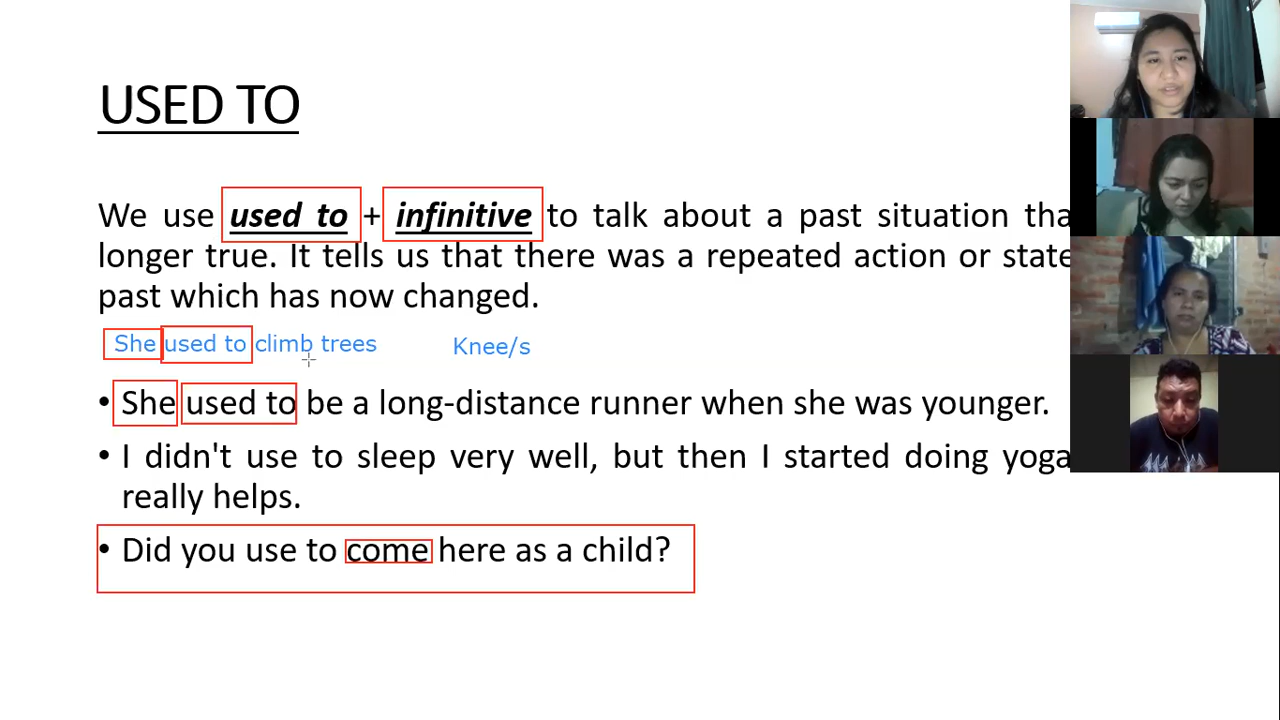 USED TO
We use used to + infinitive to talk about a past situation tha
longer true. It tells us that there was a repeated action or state
past which has now changed.
She used to climb trees
Knee/s
• She used to be a long-distance runner when she was younger.
• I didn't use to sleep very well, but then I started doing yoga
really helps.
• Did you use to come here as a child?